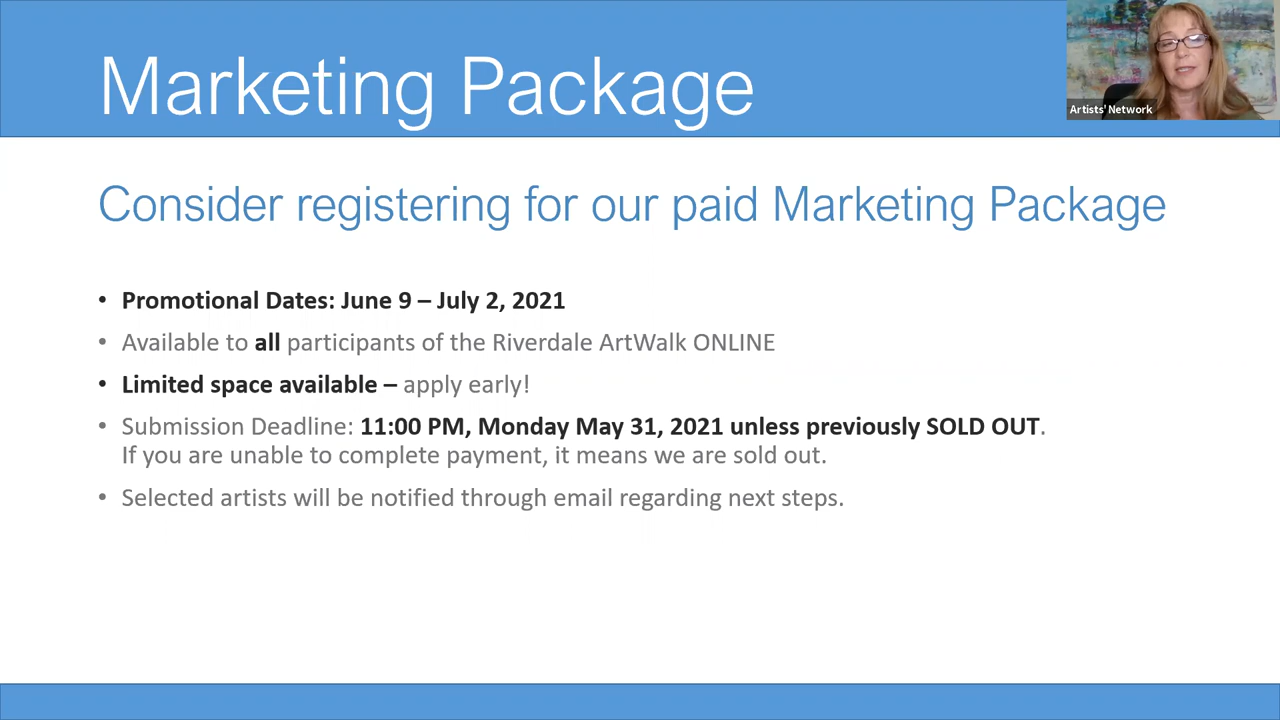 Marketing Package
Artists' Network
Consider registering for our paid Marketing Package
• Promotional Dates: June 9 – July 2, 2021
• Available to all participants of the Riverdale ArtWalk ONLINE
• Limited space available – apply early!
• Submission Deadline: 11:00 PM, Monday May 31, 2021 unless previously SOLD OUT.
If you are unable to complete payment, it means we are sold out.
• Selected artists will be notified through email regarding next steps.